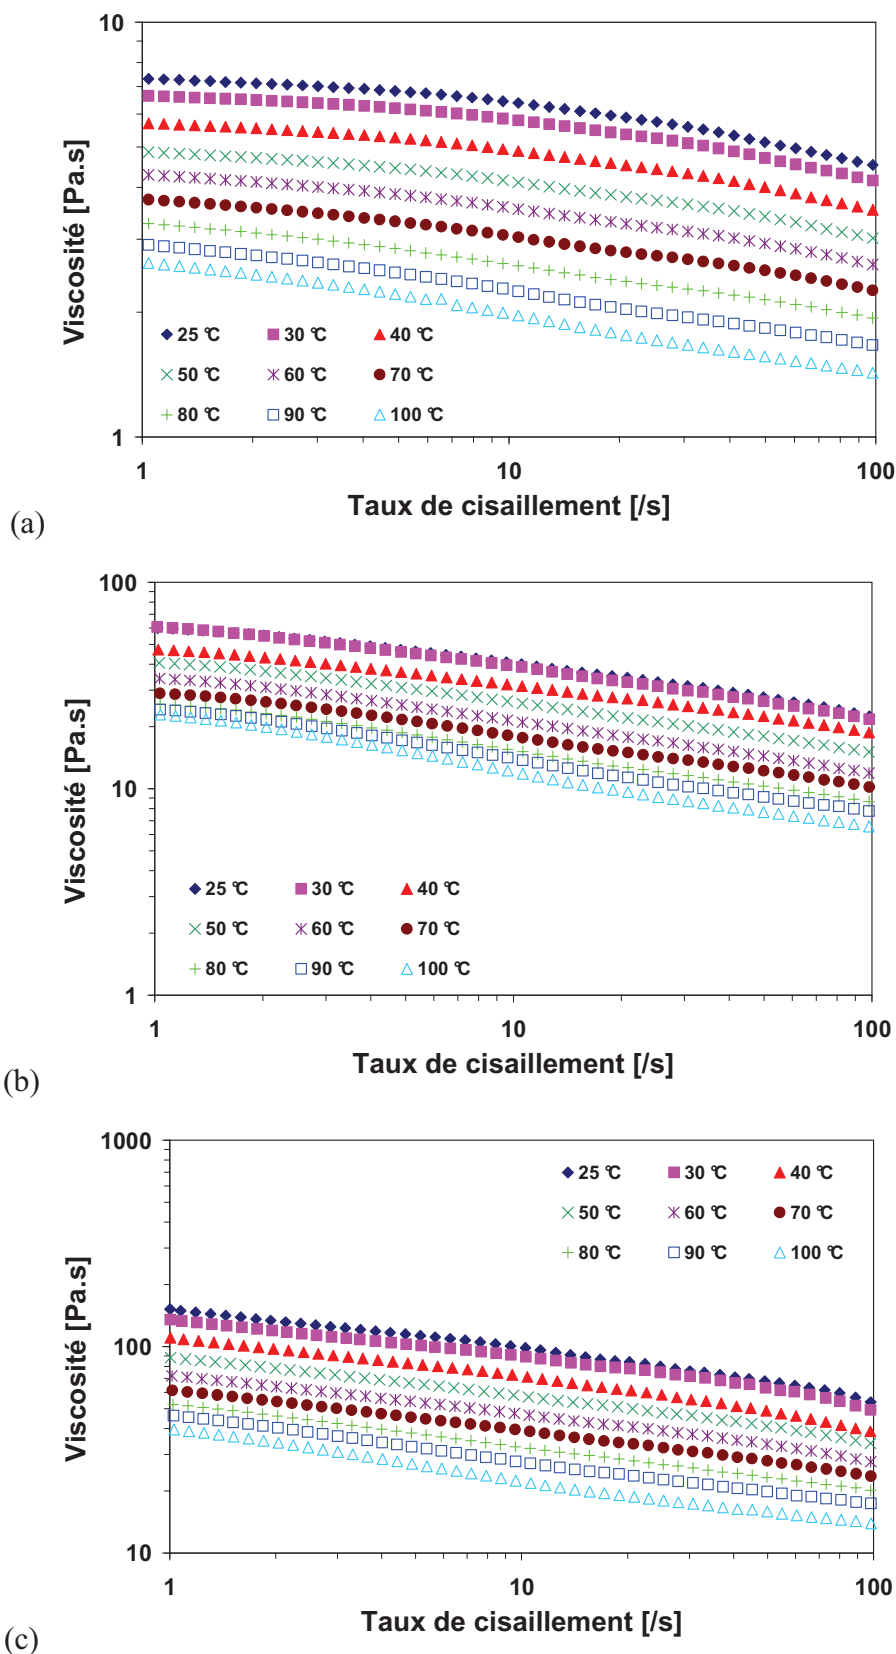 10
Viscosité [Pa.s]
25 °C 30 °C 40 °C
50 °C 60 °C 70 °C
80 °C 90 °C 100 °C
1
1 10 100
Taux de cisaillement [/s]
(a)
100
Viscosité [Pa.s]
10
25 °C 30 °C 40 °C
50 °C 60 °C 70 °C
80 °C 90 °C 100 °C
1
1 10 100
Taux de cisaillement [/s]
(b)
1000
25 °C 30 °C 40 °C
50 °C 60 °C 70 °C
80 °C 90 °C 100 °C
Viscosité [Pa.s]
100
10
1 10 100
Taux de cisaillement [/s]
(c)